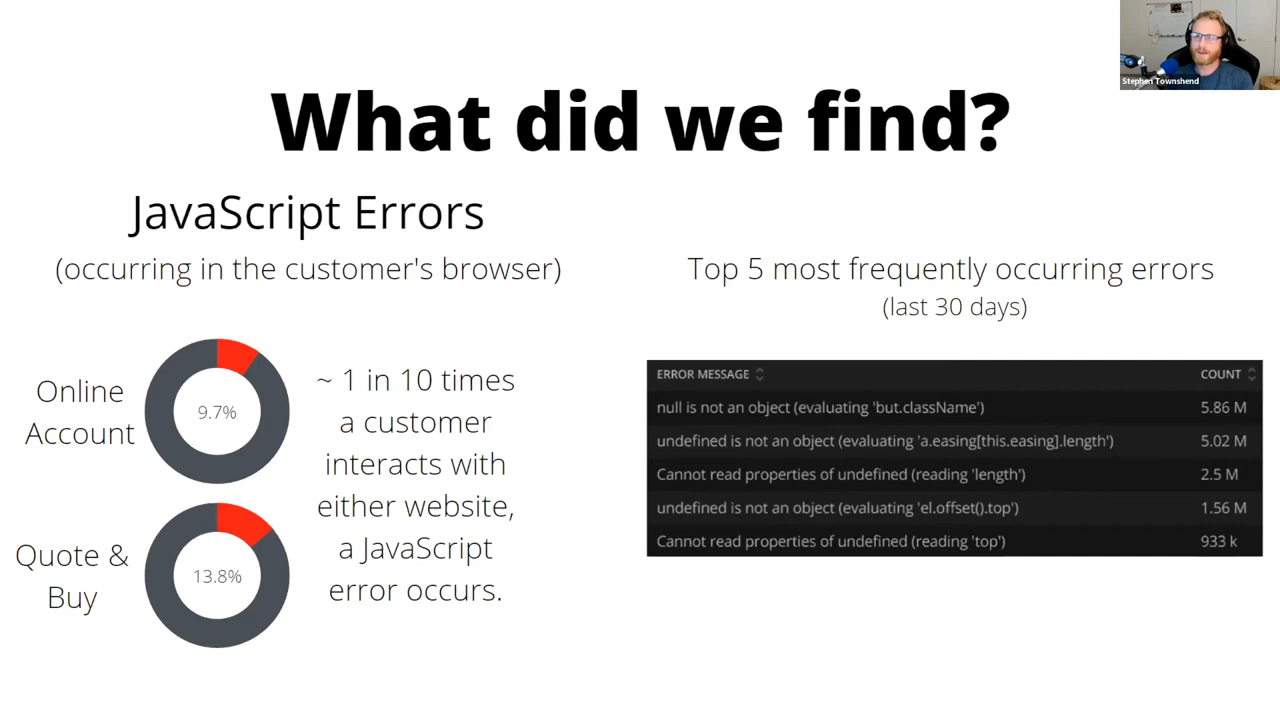 Stephen Townshend
What did we find?
JavaScript Errors
(occurring in the customer's browser)
Online
Account
9.7%
Quote &
Buy
13.8%
~ 1 in 10 times
a customer
interacts with
either website,
a JavaScript
error occurs.
Top 5 most frequently occurring errors
(last 30 days)
ERROR MESSAGE COUNT
null is not an object (evaluating 'but.className') 5.86 M
undefined is not an object (evaluating 'a.easing[this.easing].length') 5.02 M
Cannot read properties of undefined (reading 'length') 2.5 M
undefined is not an object (evaluating 'el.offset().top') 1.56 M
Cannot read properties of undefined (reading 'top') 933 k